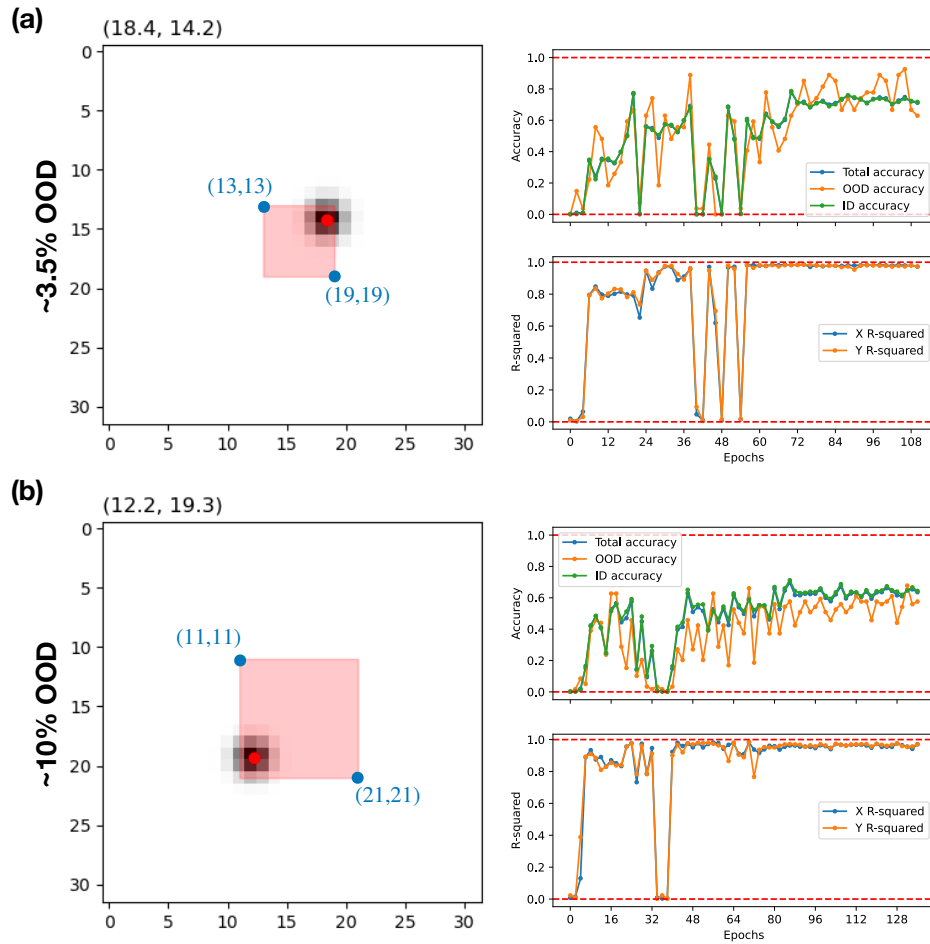 (a)
(18.4, 14.2)
~3.5% OOD
0
5
10
15
20
25
30
(13,13)
(19,19)
0 5 10 15 20 25 30
Accuracy
1.0
0.8
0.6
0.4
0.2
0.0
Total accuracy
OOD accuracy
ID accuracy
R-squared
1.0
0.8
0.6
0.4
0.2
0.0
X R-squared
Y R-squared
0 12 24 36 48 60 72 84 96 108
Epochs
(b)
(12.2, 19.3)
~10% OOD
0
5
10
15
20
25
30
(11,11)
(21,21)
0 5 10 15 20 25 30
Accuracy
1.0
0.8
0.6
0.4
0.2
0.0
Total accuracy
OOD accuracy
ID accuracy
R-squared
1.0
0.8
0.6
0.4
0.2
0.0
X R-squared
Y R-squared
0 16 32 48 64 80 96 112 128
Epochs